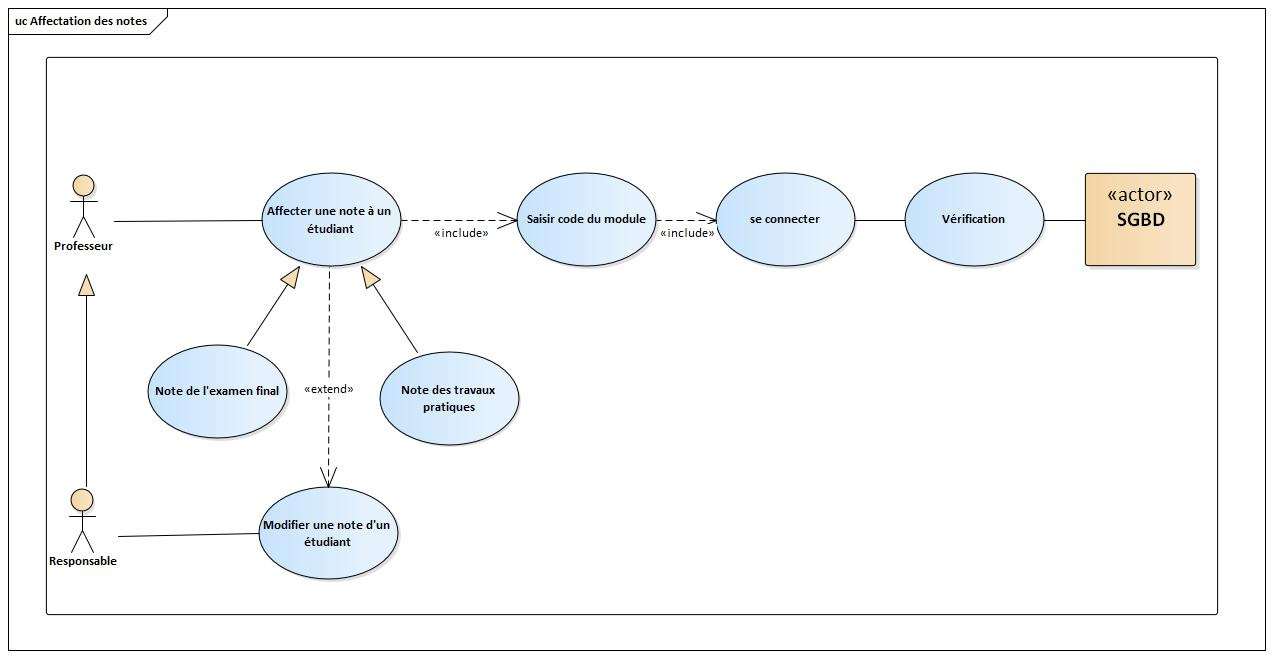 uc Affectation des notes
Professeur
Affecter une note à un
étudiant
«include»
Saisir code du module
«include»
se connecter
Vérification
«actor»
SGBD
Note de l'examen final
«extend»
Note des travaux
pratiques
Responsable
Modifier une note d'un
étudiant